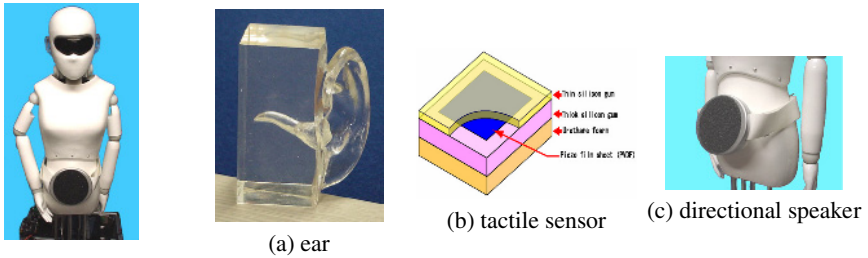 Thin silicon gum
Thick silicon gum
Urethane foam
Piezo film sheet (PVDF)
(a) ear
(b) tactile sensor
(c) directional speaker